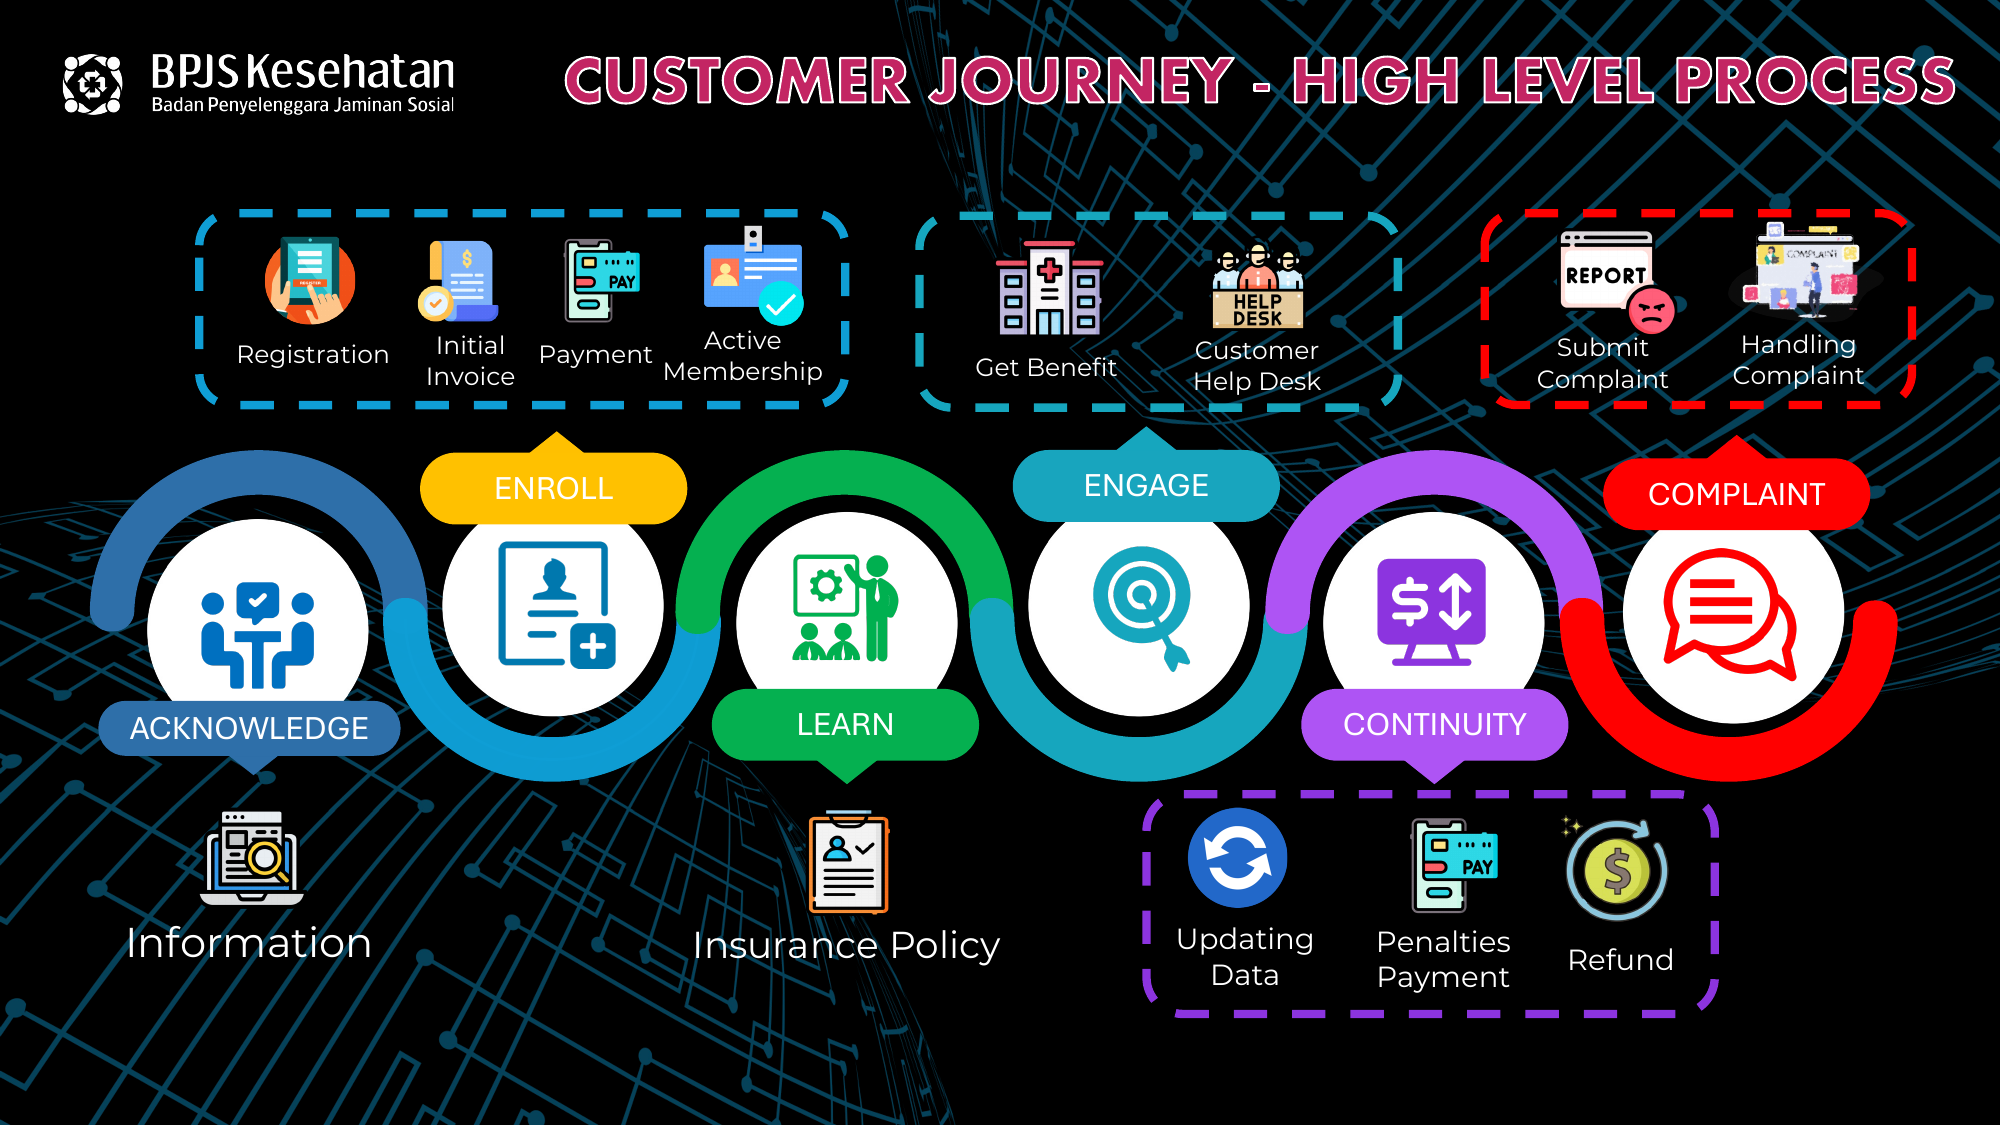 BPJS Kesehatan
Badan Penyelenggara Jaminan Sosial
CUSTOMER JOURNEY - HIGH LEVEL PROCESS
REGISTER
Registration
$
Initial
Invoice
PAY
Payment
Active
Membership
Get Benefit
HELP
DESK
Customer
Help Desk
REPORT
Submit
Complaint
COMPLAINT
Handling
Complaint
ACKNOWLEDGE
ENROLL
LEARN
ENGAGE
$
CONTINUITY
COMPLAINT
Information
Insurance Policy
Updating
Data
PAY
Penalties
Payment
$
Refund